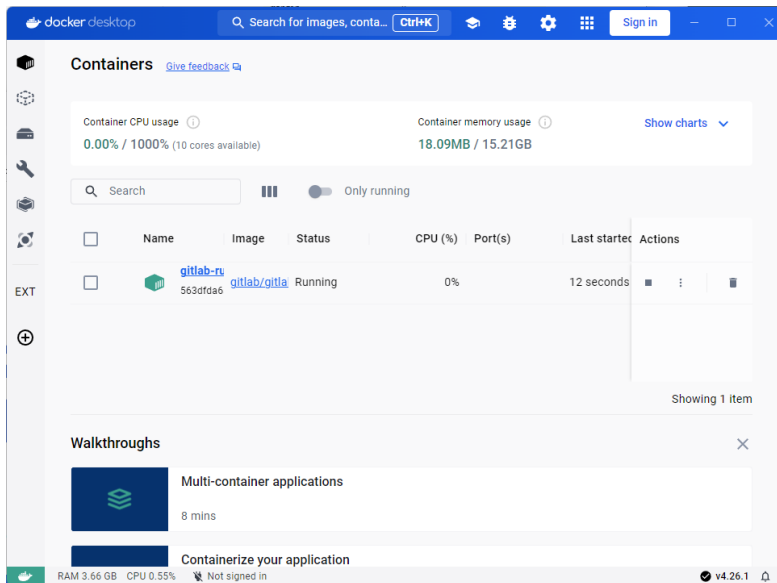 docker desktop
Search for images, conta... Ctrl+K
Sign in
Containers Give feedback
Container CPU usage
0.00% / 1000% (10 cores available)
Container memory usage
18.09MB / 15.21GB
Show charts
Search
Only running
Name Image Status CPU (%) Port(s) Last started Actions
gitlab-ru
563dfda6
gitlab/gitla
Running 0% 12 seconds
EXT
Showing 1 item
Walkthroughs
Multi-container applications
8 mins
Containerize your application
RAM 3.66 GB CPU 0.55% Not signed in v4.26.1